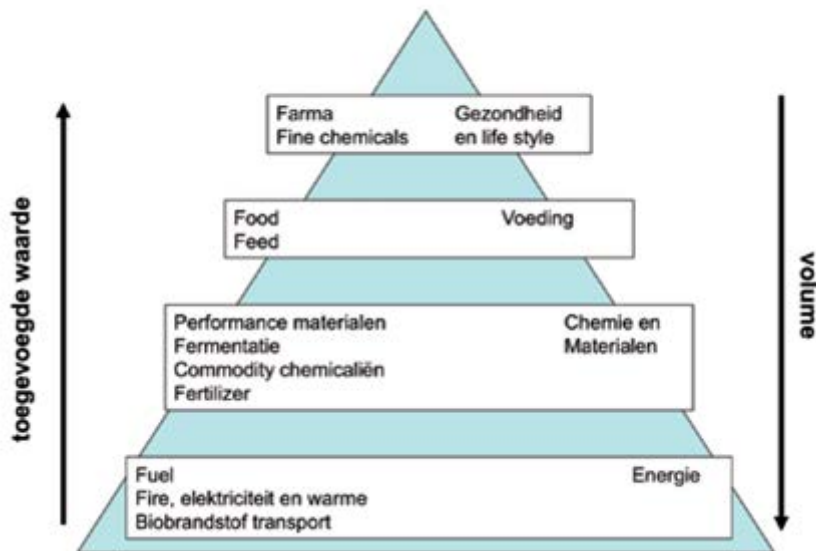 Farma
Fine chemicals
Gezondheid
en life style
Food
Feed
Voeding
Performance materialen
Fermentatie
Commodity chemicaliën
Fertilizer
Chemie en
Materialen
Fuel
Fire, elektriciteit en warme
Biobrandstof transport
Energie
toegevoegde waarde
volume